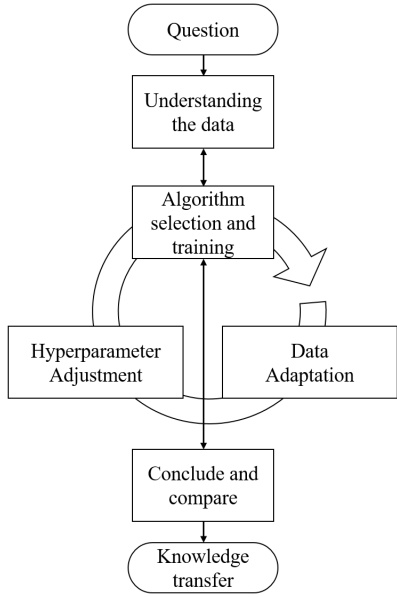 Question
Understanding
the data
Algorithm
selection and
training
Hyperparameter
Adjustment
Data
Adaptation
Conclude and
compare
Knowledge
transfer